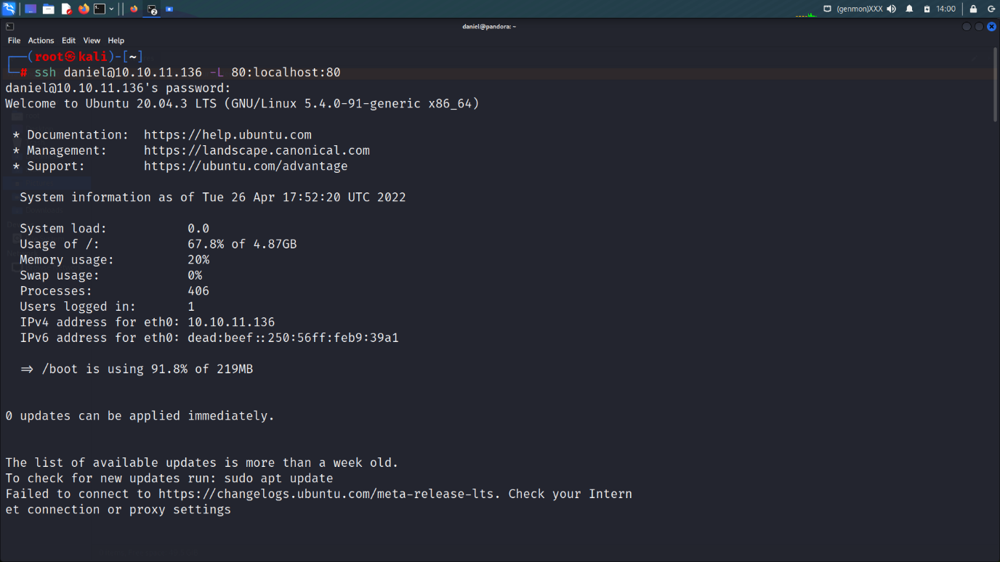 (genmon)XXX 14:00
2
daniel@pandora: ~
File Actions Edit View Help
┌──(root㉿kali)-[~]
└─# ssh daniel@10.10.11.136 -L 80:localhost:80
daniel@10.10.11.136's password:
Welcome to Ubuntu 20.04.3 LTS (GNU/Linux 5.4.0-91-generic x86_64)
* Documentation: https://help.ubuntu.com
* Management: https://landscape.canonical.com
* Support: https://ubuntu.com/advantage
System information as of Tue 26 Apr 17:52:20 UTC 2022
System load: 0.0
Usage of /: 67.8% of 4.87GB
Memory usage: 20%
Swap usage: 0%
Processes: 406
Users logged in: 1
IPv4 address for eth0: 10.10.11.136
IPv6 address for eth0: dead:beef::250:56ff:feb9:39a1
=> /boot is using 91.8% of 219MB
0 updates can be applied immediately.
The list of available updates is more than a week old.
To check for new updates run: sudo apt update
Failed to connect to https://changelogs.ubuntu.com/meta-release-lts. Check your Intern
et connection or proxy settings